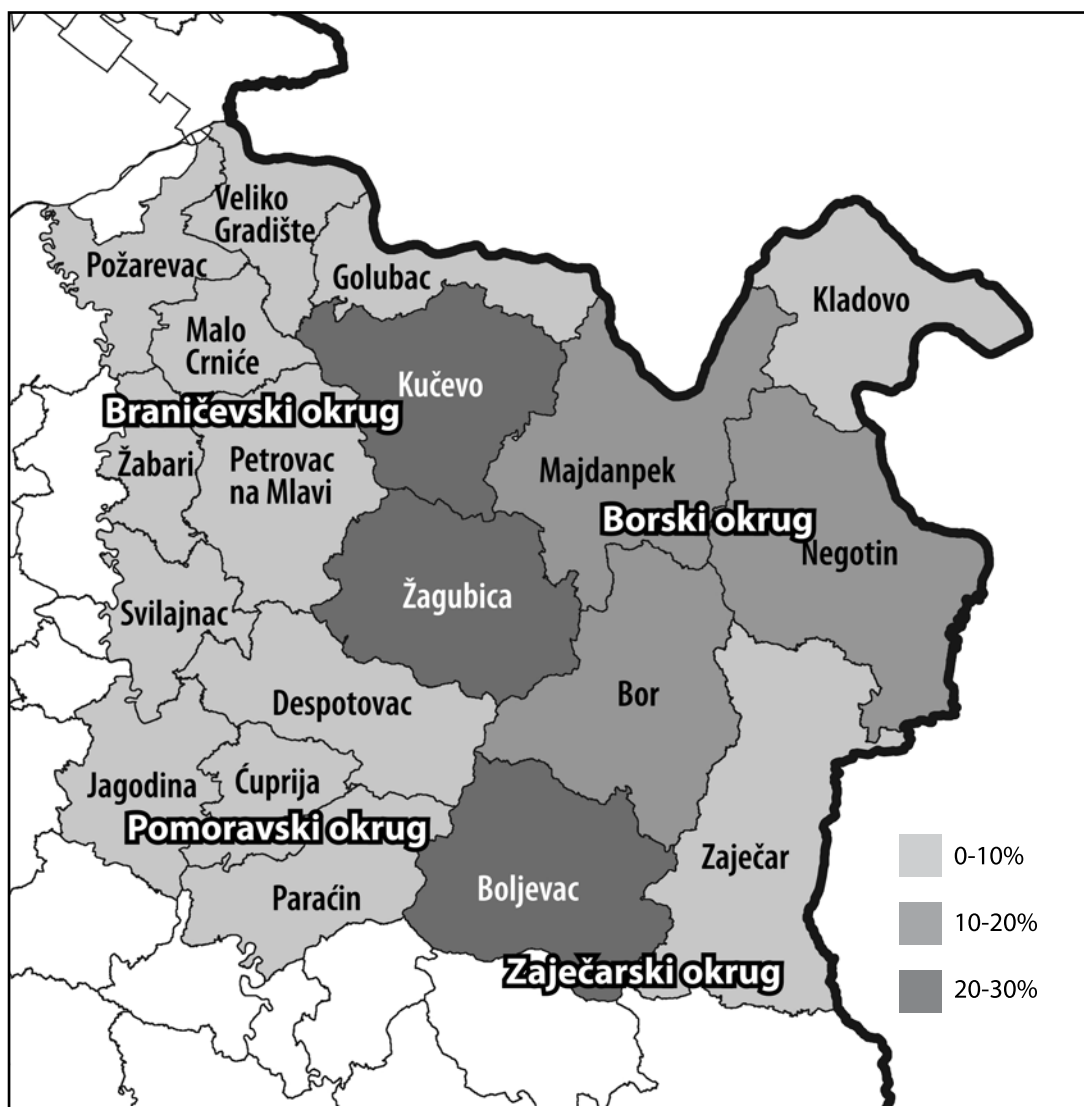 Veliko
Gradište
Požarevac
Golubac
Kladovo
Malo
Crniće
Kučevo
Braničevski okrug
Žabari
Petrovac
na Mlavi
Majdanpek
Borski okrug
Negotin
Žagubica
Svilajnac
Despotovac
Bor
Jagodina
Ćuprija
Pomoravski okrug
Zaječar
0-10%
Paraćin
Boljevac
10-20%
Zaječarski okrug
20-30%